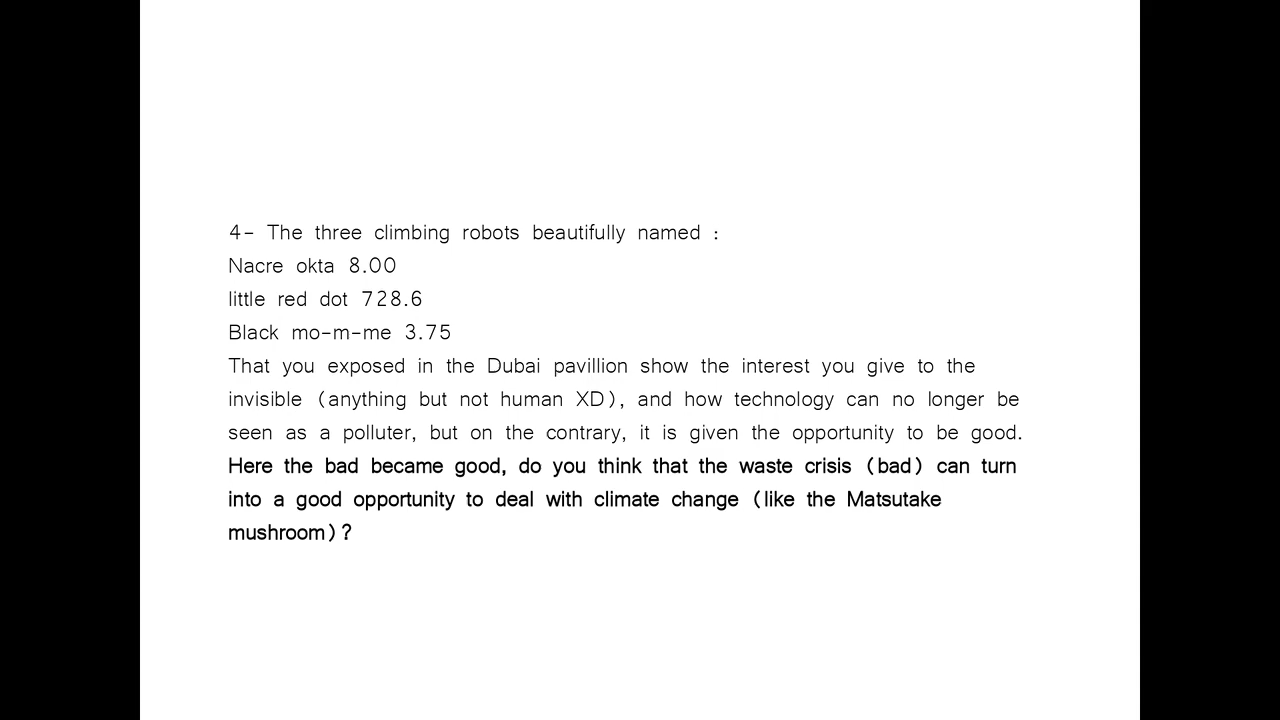 4- The three climbing robots beautifully named :
Nacre okta 8.00
little red dot 728.6
Black mo-m-me 3.75
That you exposed in the Dubai pavillion show the interest you give to the
invisible (anything but not human XD), and how technology can no longer be
seen as a polluter, but on the contrary, it is given the opportunity to be good.
Here the bad became good, do you think that the waste crisis (bad) can turn
into a good opportunity to deal with climate change (like the Matsutake
mushroom)?